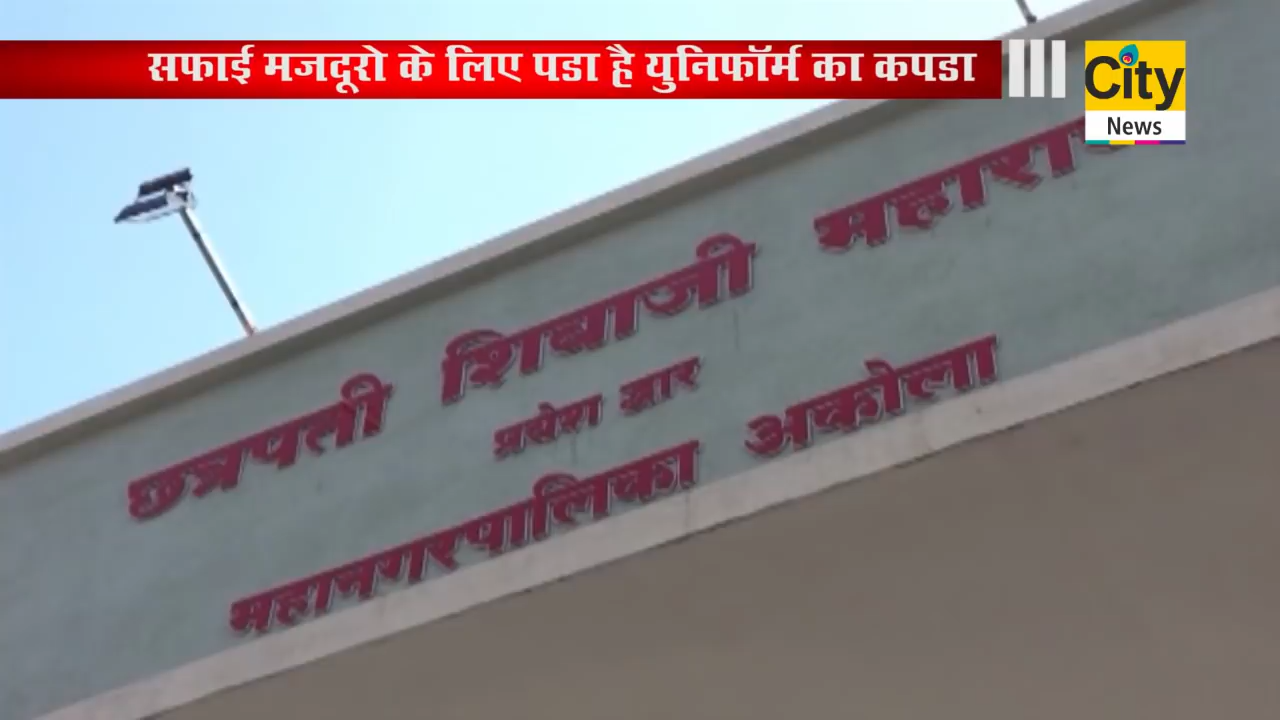 सफाई मजदूरो के लिए पडा है युनिफॉर्म का कपडा
City
News
छत्रपती शिवाजी महाराज
प्रवेश द्वार
महानगरपालिका अकोला